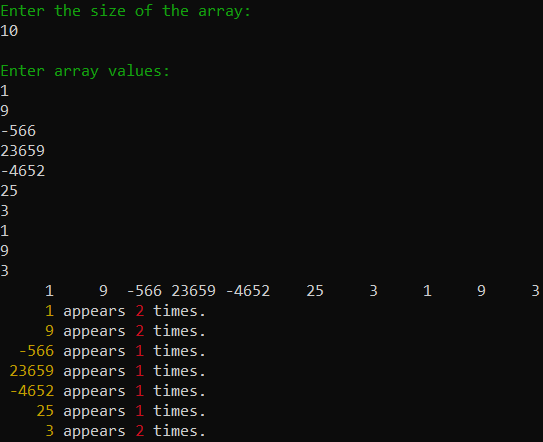 Enter the size of the array:
10
Enter array values:
1
9
-566
23659
-4652
25
3
1
9
3
1 9 -566 23659 -4652 25 3 1 9 3
1 appears 2 times.
9 appears 2 times.
-566 appears 1 times.
23659 appears 1 times.
-4652 appears 1 times.
25 appears 1 times.
3 appears 2 times.